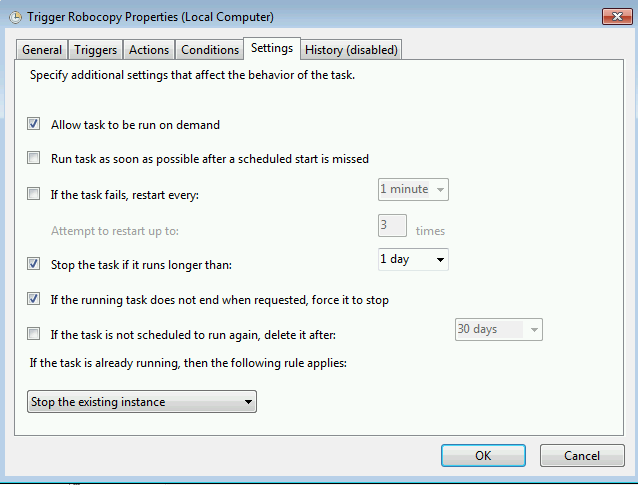 Trigger Robocopy Properties (Local Computer)
General Triggers Actions Conditions Settings History (disabled)
Specify additional settings that affect the behavior of the task.
Allow task to be run on demand
Run task as soon as possible after a scheduled start is missed
If the task fails, restart every: 1 minute
Attempt to restart up to: 3 times
Stop the task if it runs longer than: 1 day
If the running task does not end when requested, force it to stop
If the task is not scheduled to run again, delete it after: 30 days
If the task is already running, then the following rule applies:
Stop the existing instance
OK Cancel